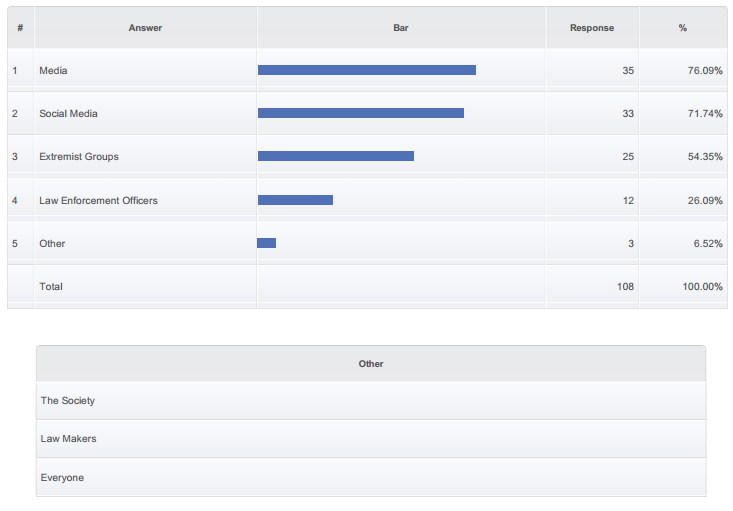 # Answer Bar Response %
1 Media 35 76.09%
2 Social Media 33 71.74%
3 Extremist Groups 25 54.35%
4 Law Enforcement Officers 12 26.09%
5 Other 3 6.52%
Total 108 100.00%
Other
The Society
Law Makers
Everyone